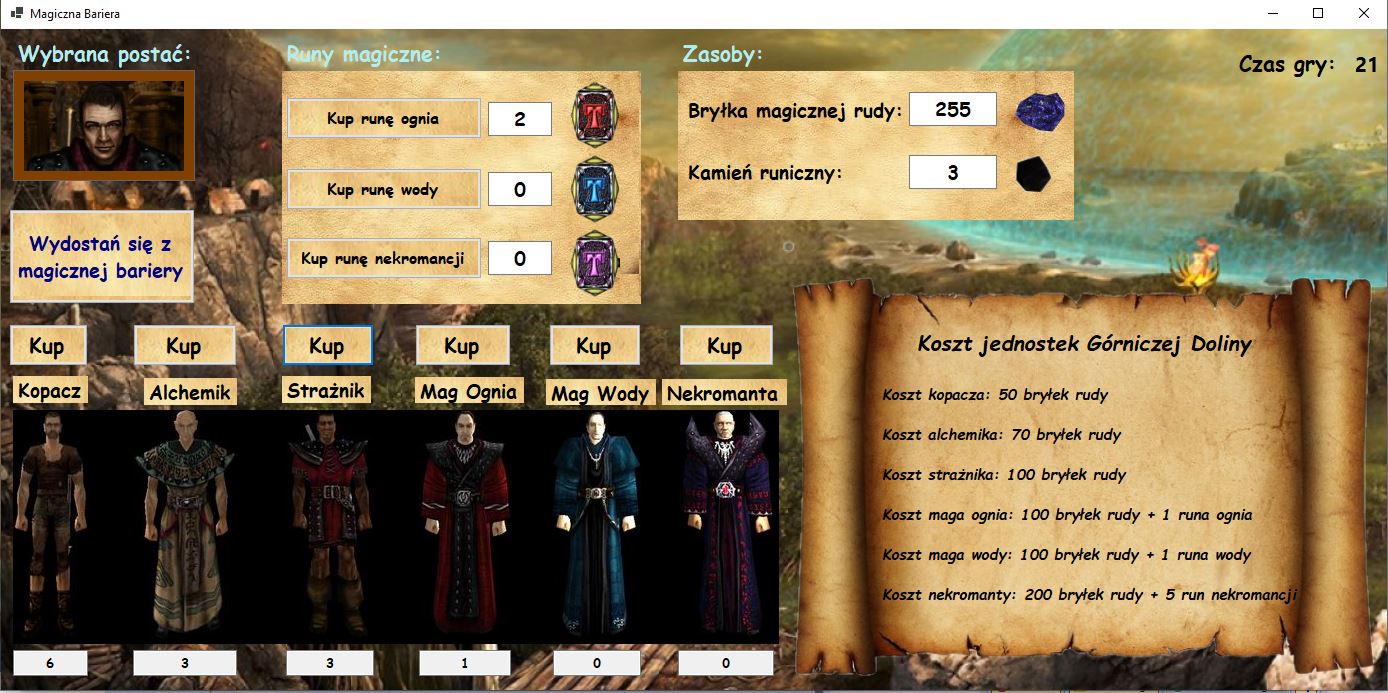 Magiczna Bariera
Wybrana postać:
Runy magiczne:
Zasoby:
Czas gry: 21
Kup runę ognia 2
Kup runę wody 0
Kup runę nekromancji 0
Bryłka magicznej rudy: 255
Kamień runiczny: 3
Wydostań się z
magicznej bariery
Kup Kup Kup Kup Kup Kup
Kopacz Alchemik Strażnik Mag Ognia Mag Wody Nekromanta
6 3 3 1 0 0
Koszt jednostek Górniczej Doliny
Koszt kopacza: 50 bryłek rudy
Koszt alchemika: 70 bryłek rudy
Koszt strażnika: 100 bryłek rudy
Koszt maga ognia: 100 bryłek rudy + 1 runa ognia
Koszt maga wody: 100 bryłek rudy + 1 runa wody
Koszt nekromanty: 200 bryłek rudy + 5 run nekromancji